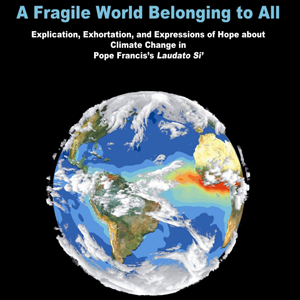 A Fragile World Belonging to All
Explication, Exhortation, and Expressions of Hope about
Climate Change in
Pope Francis's Laudato Si'